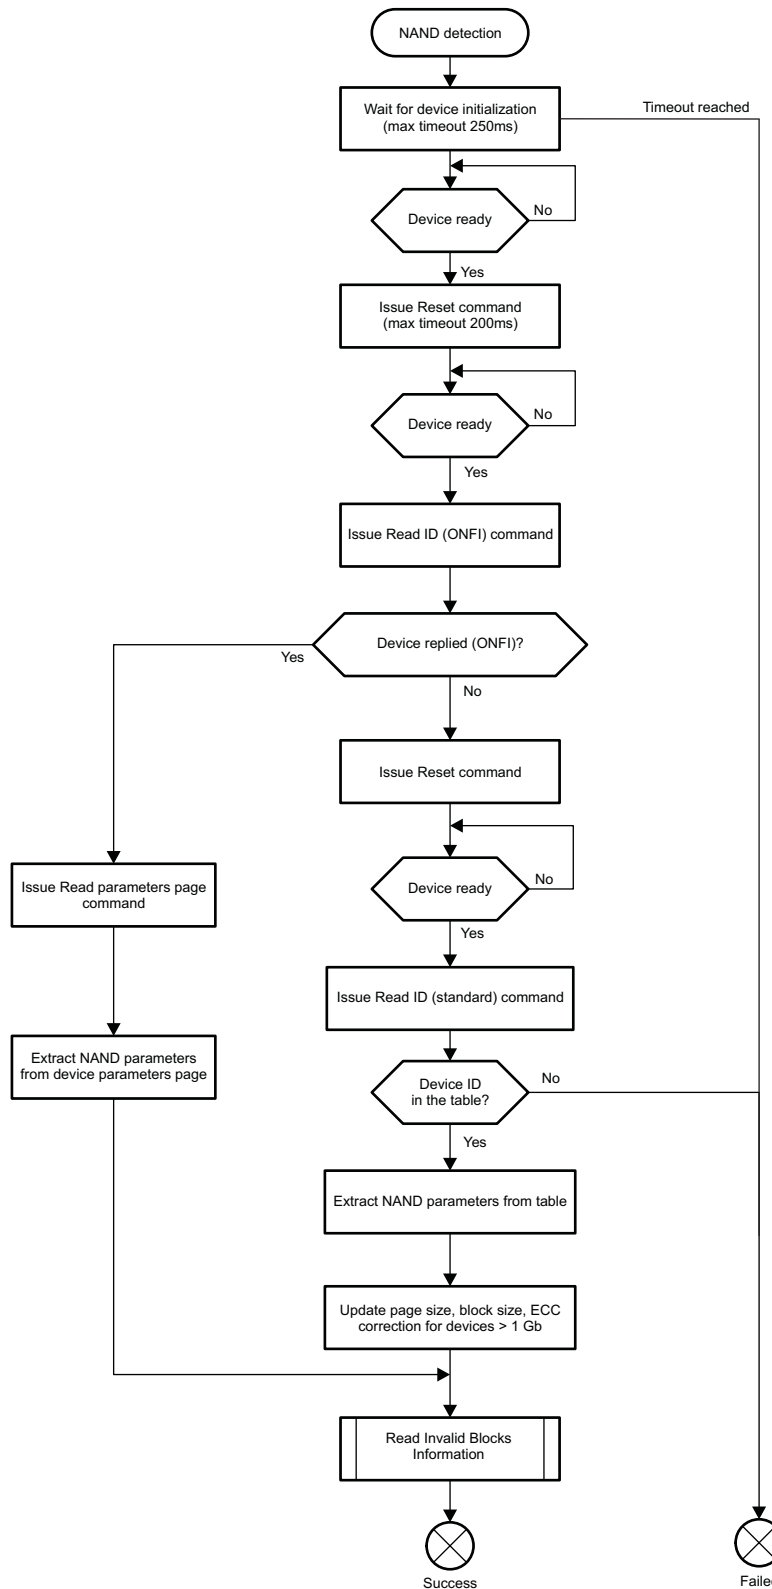 NAND detection
Wait for device initialization
(max timeout 250ms)
Timeout reached
Device ready
No
Yes
Issue Reset command
(max timeout 200ms)
Device ready
No
Yes
Issue Read ID (ONFI) command
Device replied (ONFI)?
Yes
No
Issue Reset command
Device ready
No
Issue Read parameters page
command
Yes
Issue Read ID (standard) command
Extract NAND parameters
from device parameters page
Device ID
in the table?
No
Yes
Extract NAND parameters from table
Update page size, block size, ECC
correction for devices > 1 Gb
Read Invalid Blocks
Information
Success
Failed